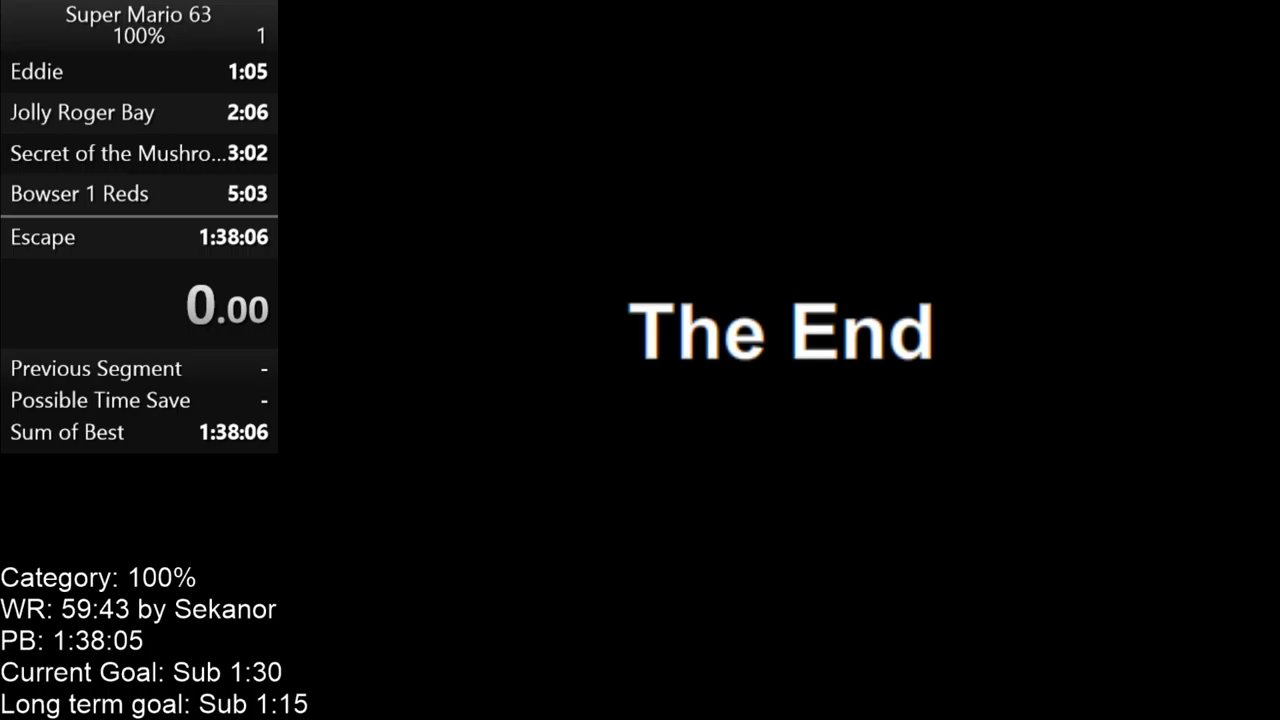 Super Mario 63
100% 1
Eddie 1:05
Jolly Roger Bay 2:06
Secret of the Mushro... 3:02
Bowser 1 Reds 5:03
Escape 1:38:06
0.00
Previous Segment -
Possible Time Save -
Sum of Best 1:38:06
The End
Category: 100%
WR: 59:43 by Sekanor
PB: 1:38:05
Current Goal: Sub 1:30
Long term goal: Sub 1:15